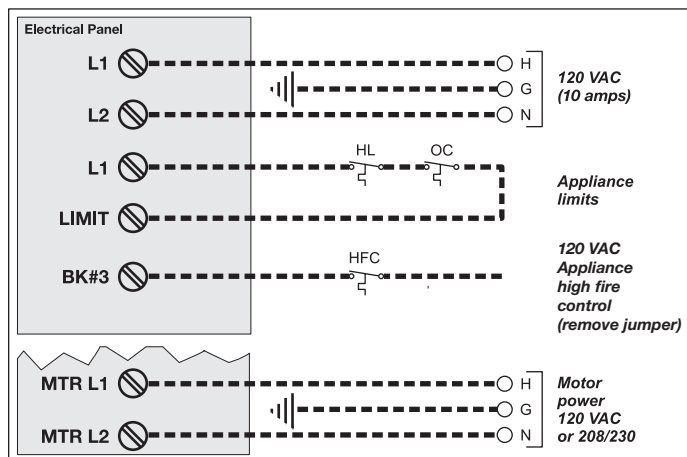 Electrical Panel
L1
H
G
120 VAC
(10 amps)
L2
N
L1
HL
OC
Appliance
limits
LIMIT
BK#3
HFC
120 VAC
Appliance
high fire
control
(remove jumper)
MTR L1
H
G
Motor
power
120 VAC
or 208/230
MTR L2
N